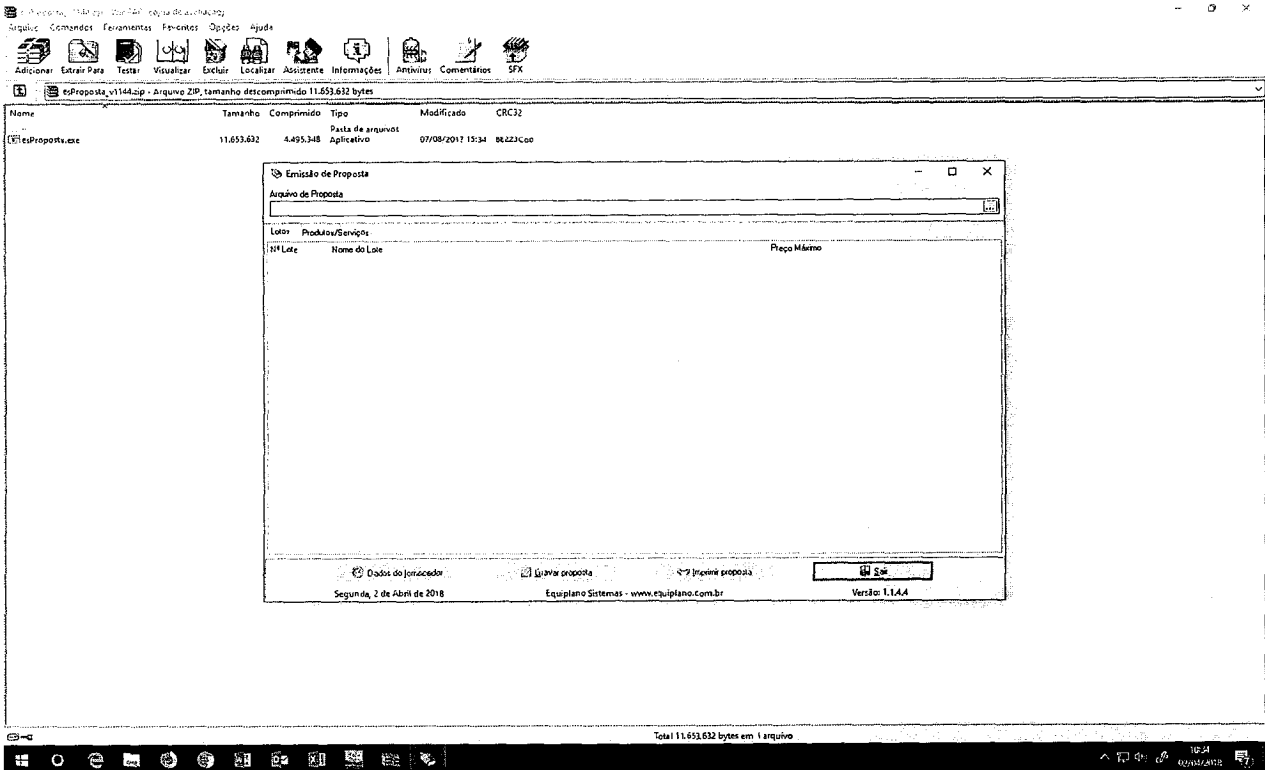 Arquivo Comandos Ferramentas Favoritos Opções Ajuda
Adicionar Extrair Para Testar Visualizar Excluir Localizar Assistente Informações Antivírus Comentários SFX
esProposta_v1144.zip - Arquivo ZIP, tamanho descomprimido 11.653.632 bytes
Nome Tamanho Comprimido Tipo Modificado CRC32
.. Pasta de arquivos
esProposta.exe 11.653.632 4.495.348 Aplicativo 15:34
Emissão de Proposta
Arquivo de Proposta
...
Lotes Produtos/Serviços
Nº Lote Nome do Lote Preço Máximo
Dados do fornecedor Gravar proposta Imprimir proposta Sair
Segunda, 2 de Abril de 2018 Equiplano Sistemas - www.equiplano.com.br Versão: 1.1.4.4
Total 11.653.632 bytes em 1 arquivo
10:34
02/04/2018